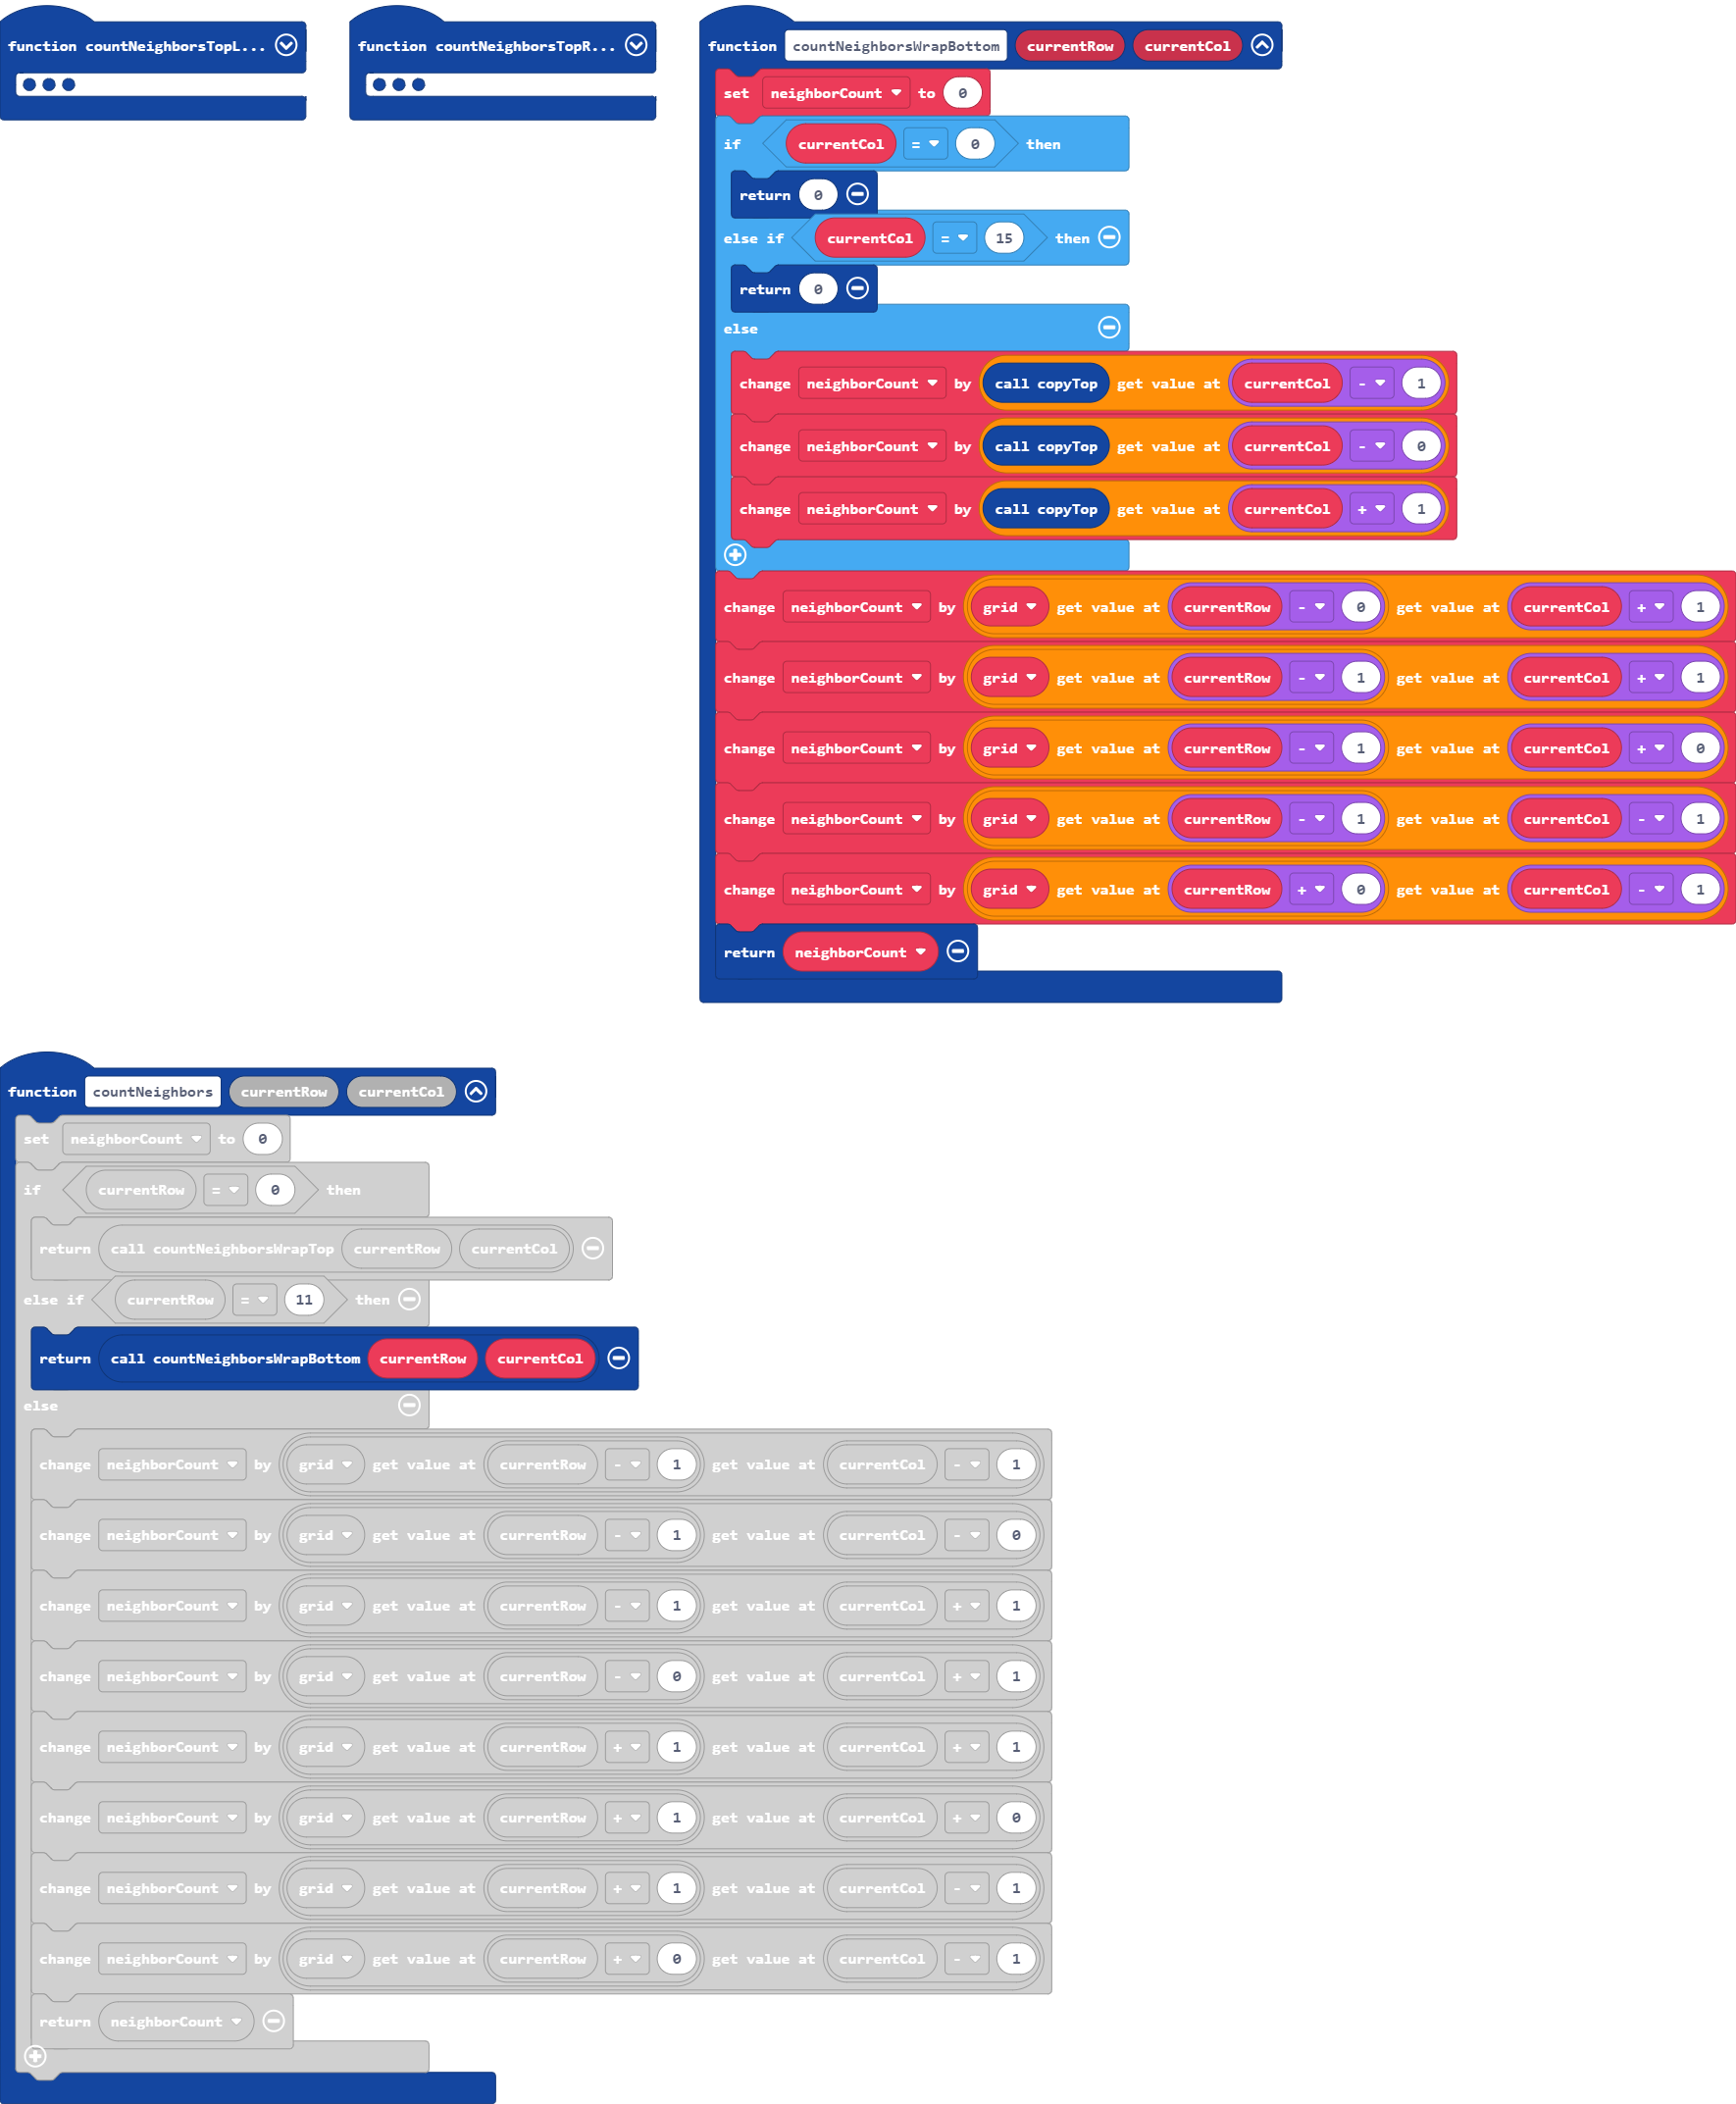 function countNeighborsTopL...
function countNeighborsTopR...
function countNeighborsWrapBottom currentRow currentCol
set neighborCount to 0
if currentCol = 0 then
return 0
else if currentCol = 15 then
return 0
else
change neighborCount by call copyTop get value at currentCol - 1
change neighborCount by call copyTop get value at currentCol - 0
change neighborCount by call copyTop get value at currentCol + 1
change neighborCount by grid get value at currentRow - 0 get value at currentCol + 1
change neighborCount by grid get value at currentRow - 1 get value at currentCol + 1
change neighborCount by grid get value at currentRow - 1 get value at currentCol + 0
change neighborCount by grid get value at currentRow - 1 get value at currentCol - 1
change neighborCount by grid get value at currentRow + 0 get value at currentCol - 1
return neighborCount
function countNeighbors currentRow currentCol
set neighborCount to 0
if currentRow = 0 then
return call countNeighborsWrapTop currentRow currentCol
else if currentRow = 11 then
return call countNeighborsWrapBottom currentRow currentCol
else
change neighborCount by grid get value at currentRow - 1 get value at currentCol - 1
change neighborCount by grid get value at currentRow - 1 get value at currentCol - 0
change neighborCount by grid get value at currentRow - 1 get value at currentCol + 1
change neighborCount by grid get value at currentRow - 0 get value at currentCol + 1
change neighborCount by grid get value at currentRow + 1 get value at currentCol + 1
change neighborCount by grid get value at currentRow + 1 get value at currentCol + 0
change neighborCount by grid get value at currentRow + 1 get value at currentCol - 1
change neighborCount by grid get value at currentRow + 0 get value at currentCol - 1
return neighborCount